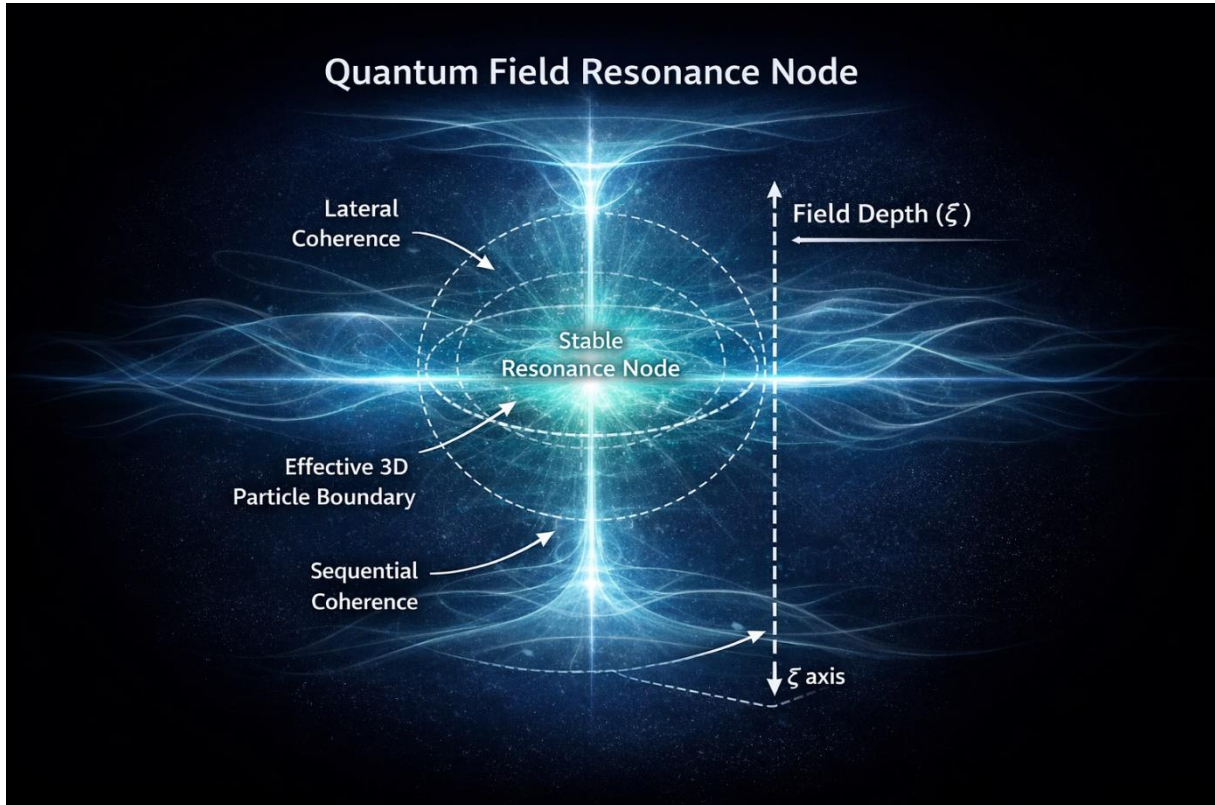 Quantum Field Resonance Node
Lateral
Coherence
Field Depth (ξ)
Stable
Resonance Node
Effective 3D
Particle Boundary
Sequential
Coherence
ξ axis